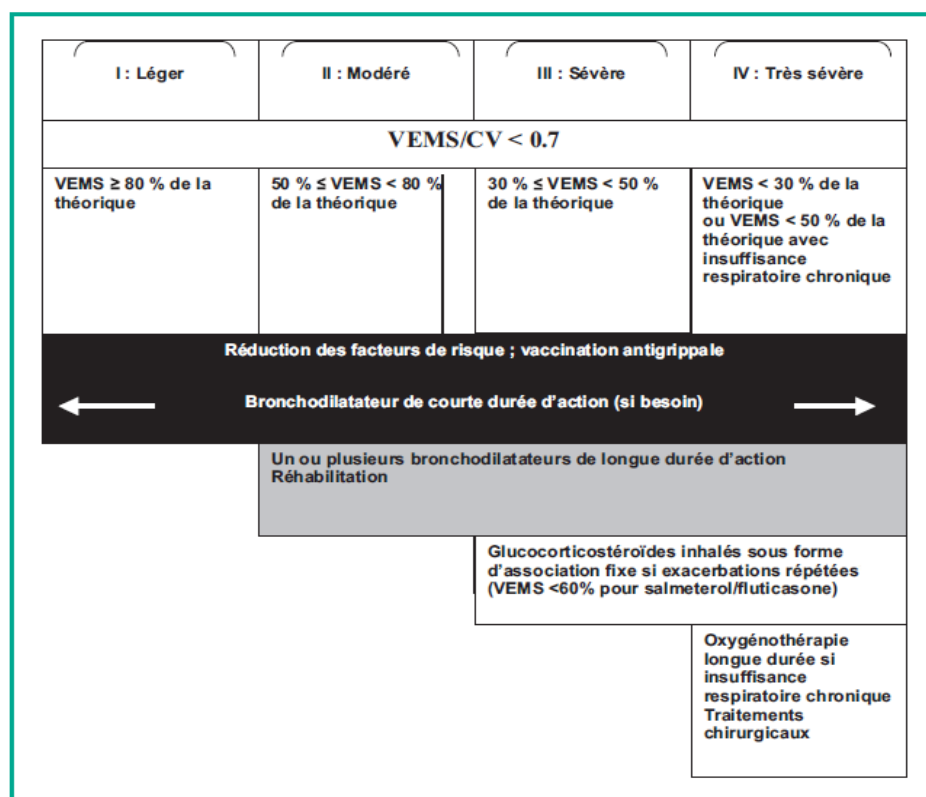 I : Léger
II : Modéré
III : Sévère
IV : Très sévère
VEMS/CV < 0.7
VEMS ≥ 80 % de la
théorique
50 % ≤ VEMS < 80 %
de la théorique
30 % ≤ VEMS < 50 %
de la théorique
VEMS < 30 % de la
théorique
ou VEMS < 50 % de la
théorique avec
insuffisance
respiratoire chronique
Réduction des facteurs de risque ; vaccination antigrippale
Bronchodilatateur de courte durée d'action (si besoin)
Un ou plusieurs bronchodilatateurs de longue durée d'action
Réhabilitation
Glucocorticostéroïdes inhalés sous forme
d'association fixe si exacerbations répétées
(VEMS <60% pour salmeterol/fluticasone)
Oxygénothérapie
longue durée si
insuffisance
respiratoire chronique
Traitements
chirurgicaux